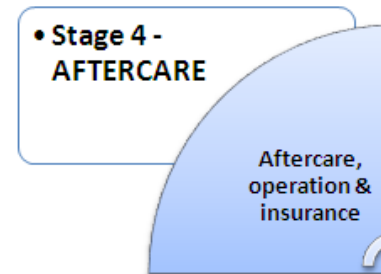 • Stage 4 -
AFTERCARE
Aftercare,
operation &
insurance